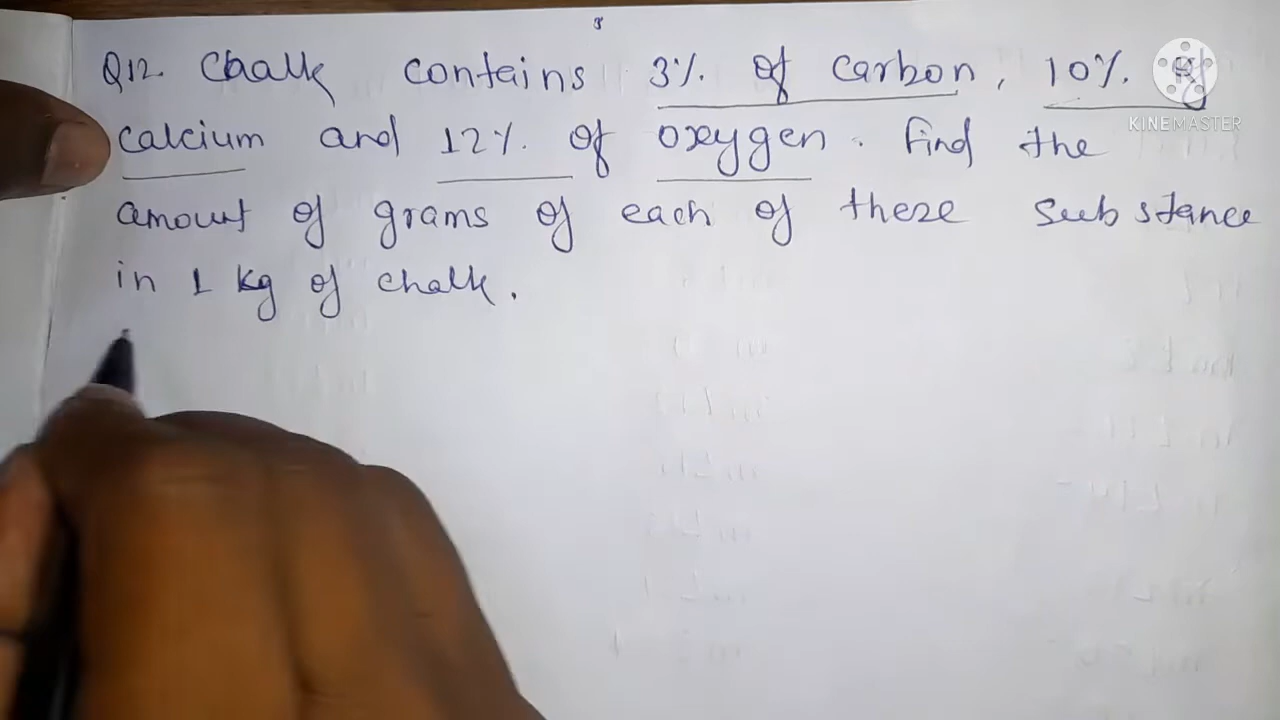 Q12. Chalk contains 3%. of carbon, 10%. of
calcium and 12%. of oxygen. Find the
amount of grams of each of these substance
in 1 kg of chalk.
KINEMASTER